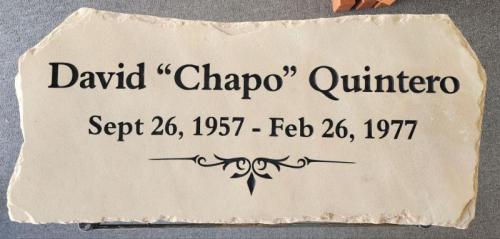 David “Chapo” Quintero
Sept 26, 1957 - Feb 26, 1977